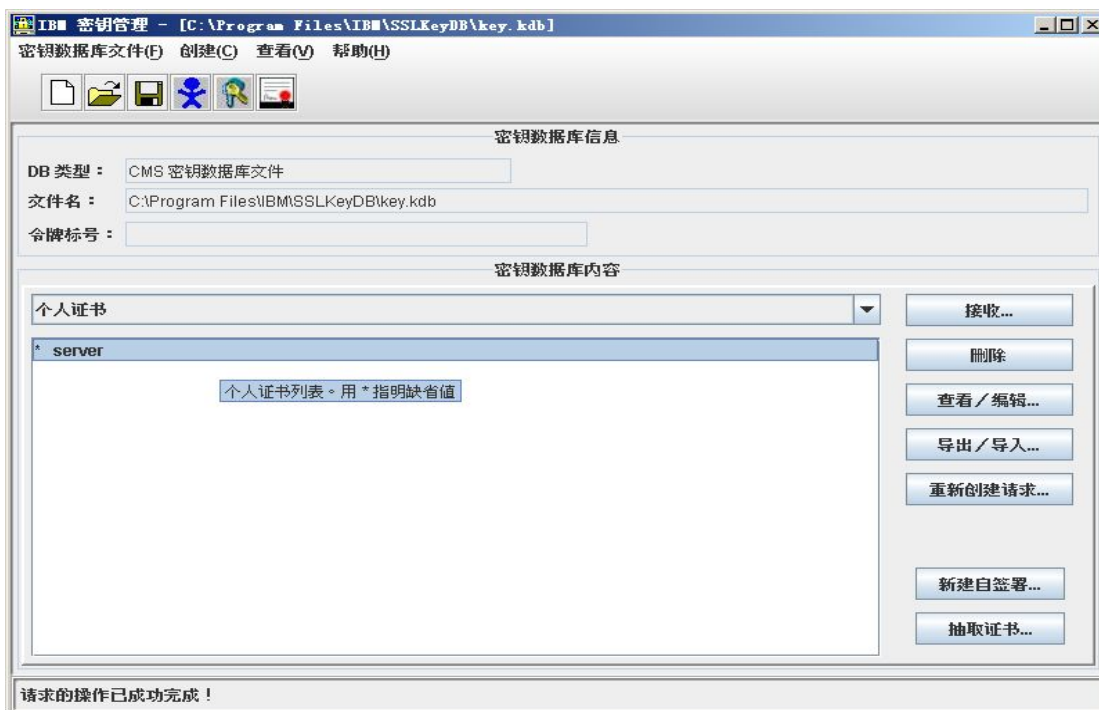 IBM 密钥管理 - [C:\Program Files\IBM\SSLKeyDB\key.kdb]
密钥数据库文件(F) 创建(C) 查看(V) 帮助(H)
密钥数据库信息
DB 类型： CMS 密钥数据库文件
文件名： C:\Program Files\IBM\SSLKeyDB\key.kdb
令牌标号：
密钥数据库内容
个人证书
接收...
* server
删除
个人证书列表。用 * 指明缺省值
查看／编辑...
导出／导入...
重新创建请求...
新建自签署...
抽取证书...
请求的操作已成功完成！